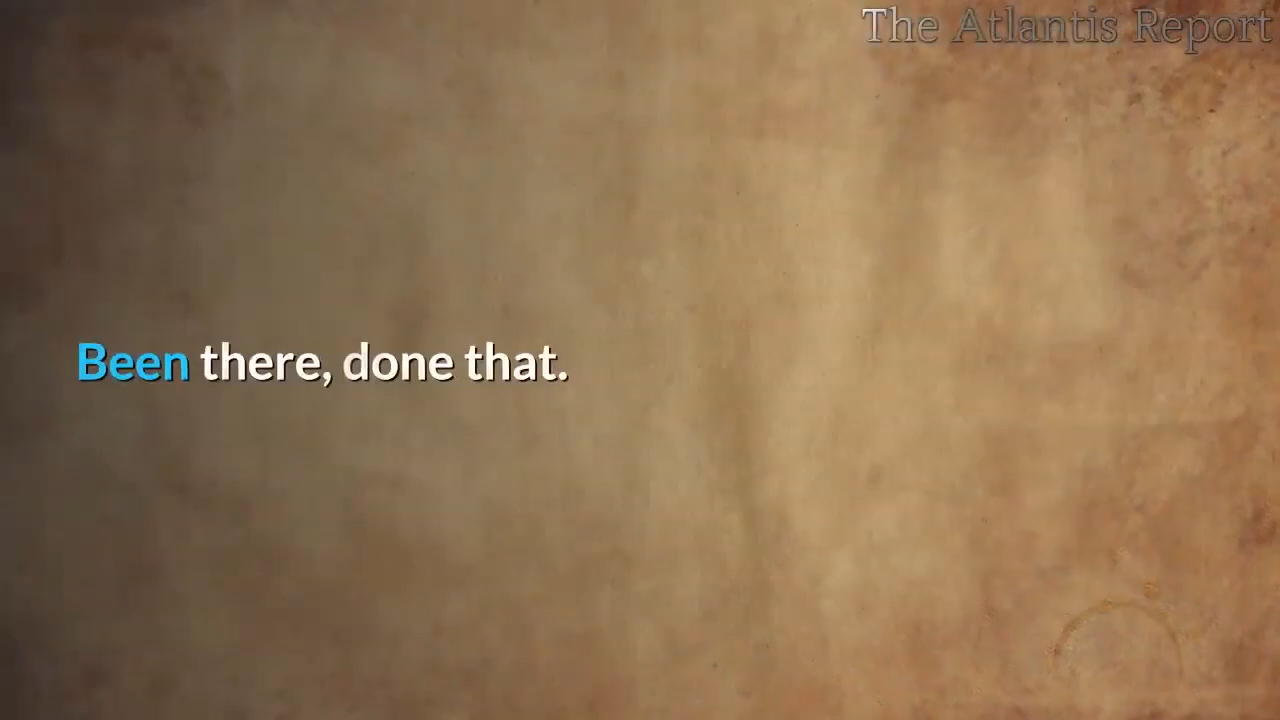 The Atlantis Report
Been there, done that.